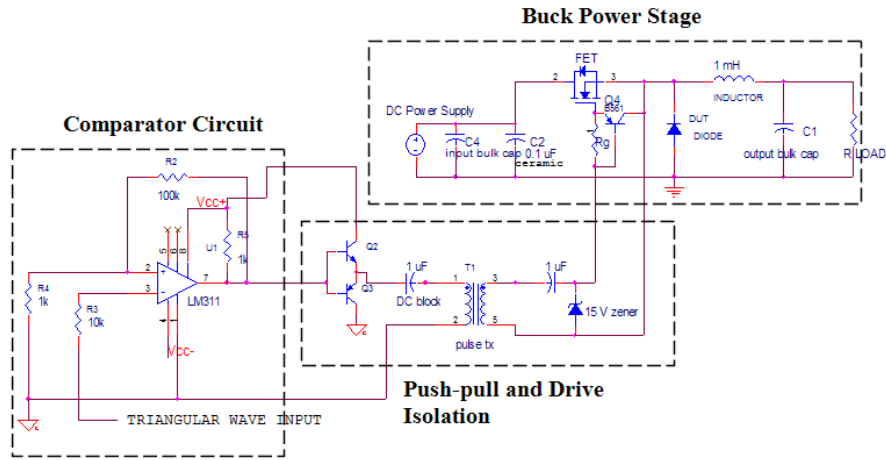 Buck Power Stage
FET
2
3
1 mH
Q4
INDUCTOR
DC Power Supply
Comparator Circuit
C4
C2
Rg
DUT
DIODE
C1
R LOAD
input bulk cap
0.1 uF
ceramic
output bulk cap
R2
100k
Vcc+
U1
R5
1k
5
6
8
2
+
7
3
-
LM311
4
1
R4
1k
R3
10k
Vcc-
Q2
Q3
1 uF
DC block
T1
1
3
2
5
pulse tx
1 uF
15 V zener
TRIANGULAR WAVE INPUT
Push-pull and Drive
Isolation